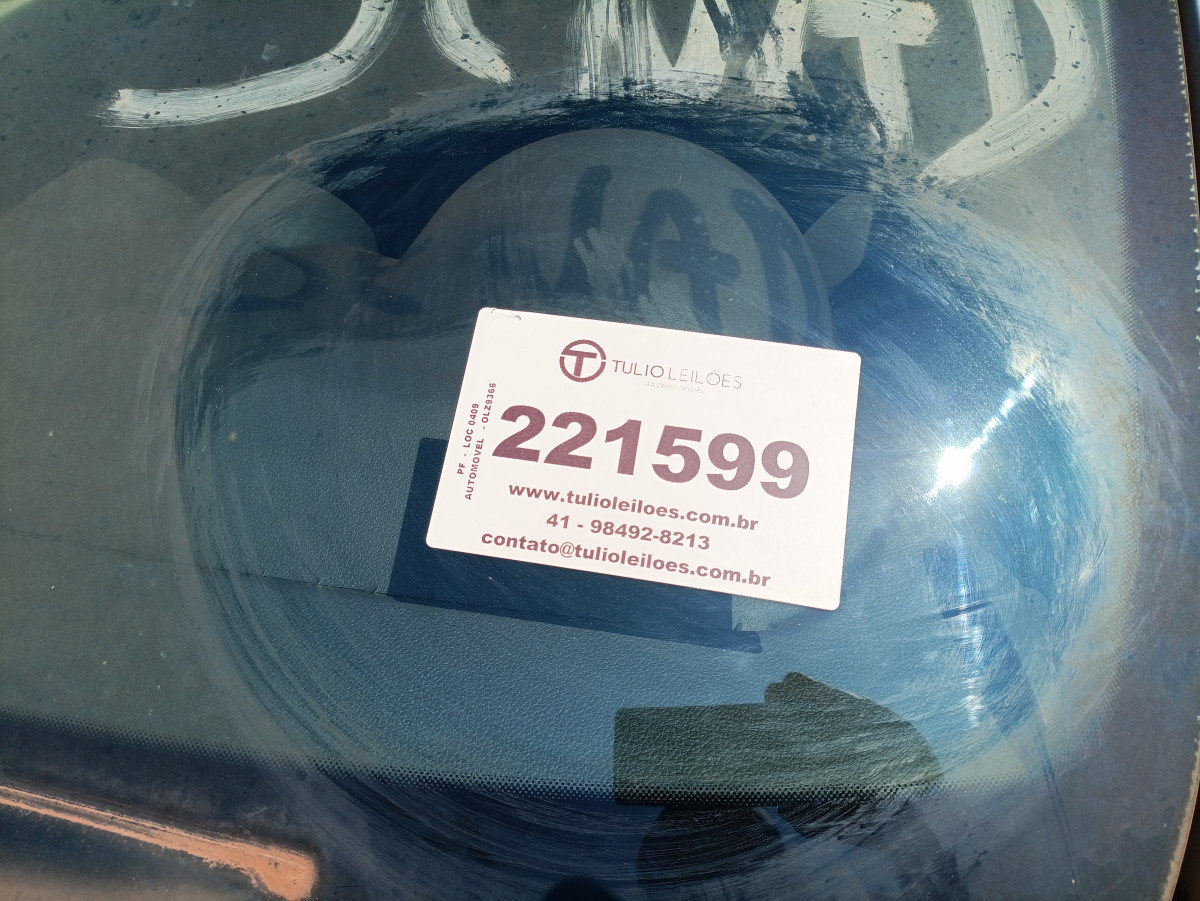 TULIO LEILÕES
221599
www.tulioleiloes.com.br
41 - 98492-8213
contato@tulioleiloes.com.br
PF - LOC 0409
AUTOMOVEL - OLZ9366